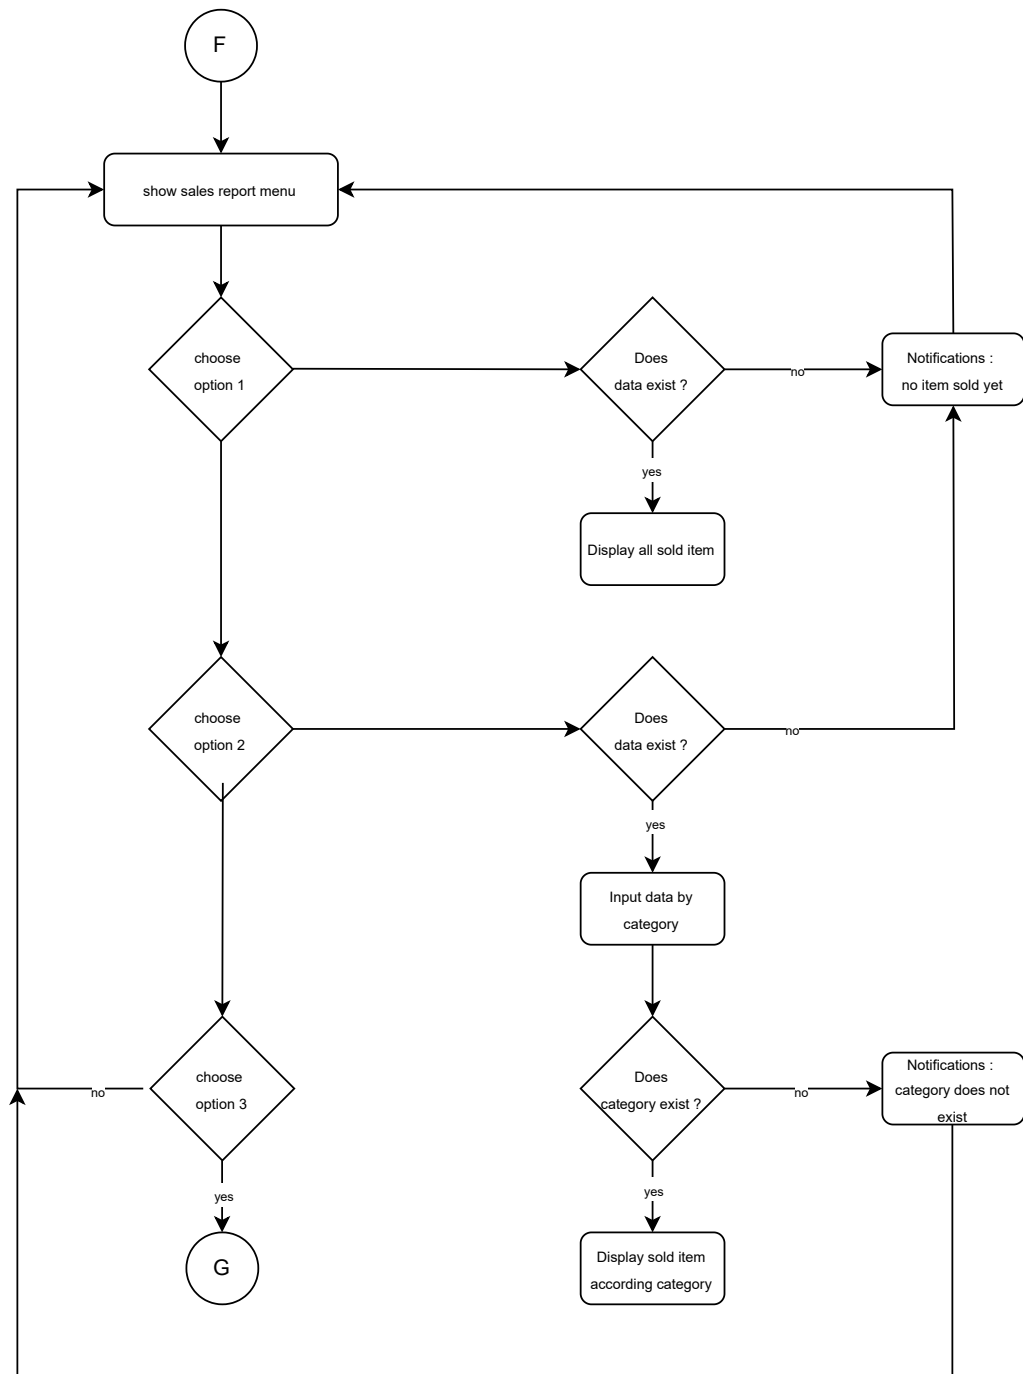 F
show sales report menu
choose
option 1
Does
data exist ?
no
Notifications :
no item sold yet
yes
Display all sold item
choose
option 2
Does
data exist ?
no
yes
Input data by
category
choose
option 3
no
Does
category exist ?
no
Notifications :
category does not
exist
yes
yes
G
Display sold item
according category